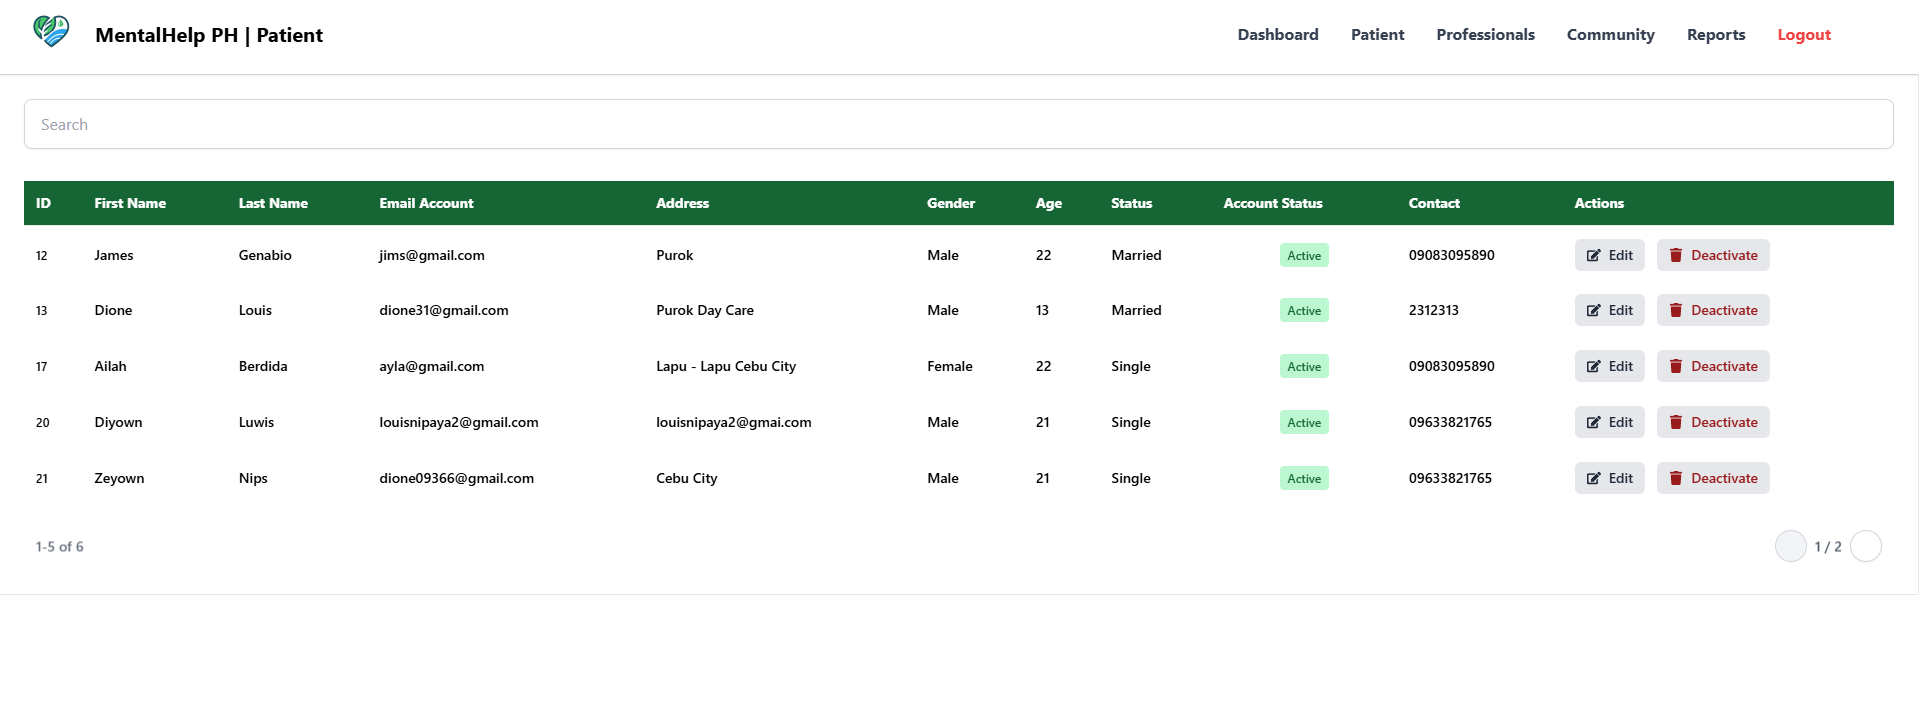 MentalHelp PH | Patient
Dashboard Patient Professionals Community Reports Logout
Search
ID First Name Last Name Email Account Address Gender Age Status Account Status Contact Actions
12 James Genabio jims@gmail.com Purok Male 22 Married Active 09083095890 Edit Deactivate
13 Dione Louis dione31@gmail.com Purok Day Care Male 13 Married Active 2312313 Edit Deactivate
17 Ailah Berdida ayla@gmail.com Lapu - Lapu Cebu City Female 22 Single Active 09083095890 Edit Deactivate
20 Diyown Luwis louisnipaya2@gmail.com louisnipaya2@gmai.com Male 21 Single Active 09633821765 Edit Deactivate
21 Zeyown Nips dione09366@gmail.com Cebu City Male 21 Single Active 09633821765 Edit Deactivate
1-5 of 6
1 / 2